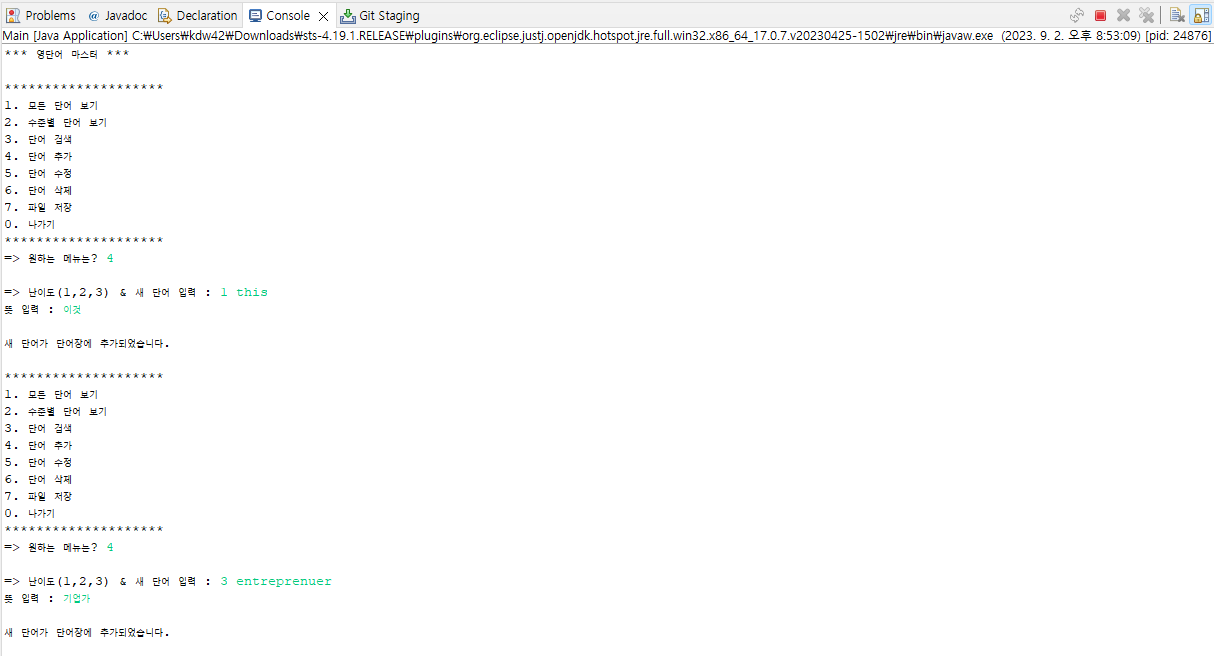 Problems @ Javadoc Declaration Console Git Staging
Main [Java Application] C:₩Users₩kdw42₩Downloads₩sts-4.19.1.RELEASE₩plugins₩org.eclipse.justj.openjdk.hotspot.jre.full.win32.x86_64_17.0.7.v20230425-1502₩jre₩bin₩javaw.exe (2023. 9. 2. 오후 8:53:09) [pid: 24876]
*** 영단어 마스터 ***
********************
1. 모든 단어 보기
2. 수준별 단어 보기
3. 단어 검색
4. 단어 추가
5. 단어 수정
6. 단어 삭제
7. 파일 저장
0. 나가기
********************
=> 원하는 메뉴는? 4
=> 난이도(1,2,3) & 새 단어 입력 : 1 this
뜻 입력 : 이것
새 단어가 단어장에 추가되었습니다.
********************
1. 모든 단어 보기
2. 수준별 단어 보기
3. 단어 검색
4. 단어 추가
5. 단어 수정
6. 단어 삭제
7. 파일 저장
0. 나가기
********************
=> 원하는 메뉴는? 4
=> 난이도(1,2,3) & 새 단어 입력 : 3 entreprenuer
뜻 입력 : 기업가
새 단어가 단어장에 추가되었습니다.